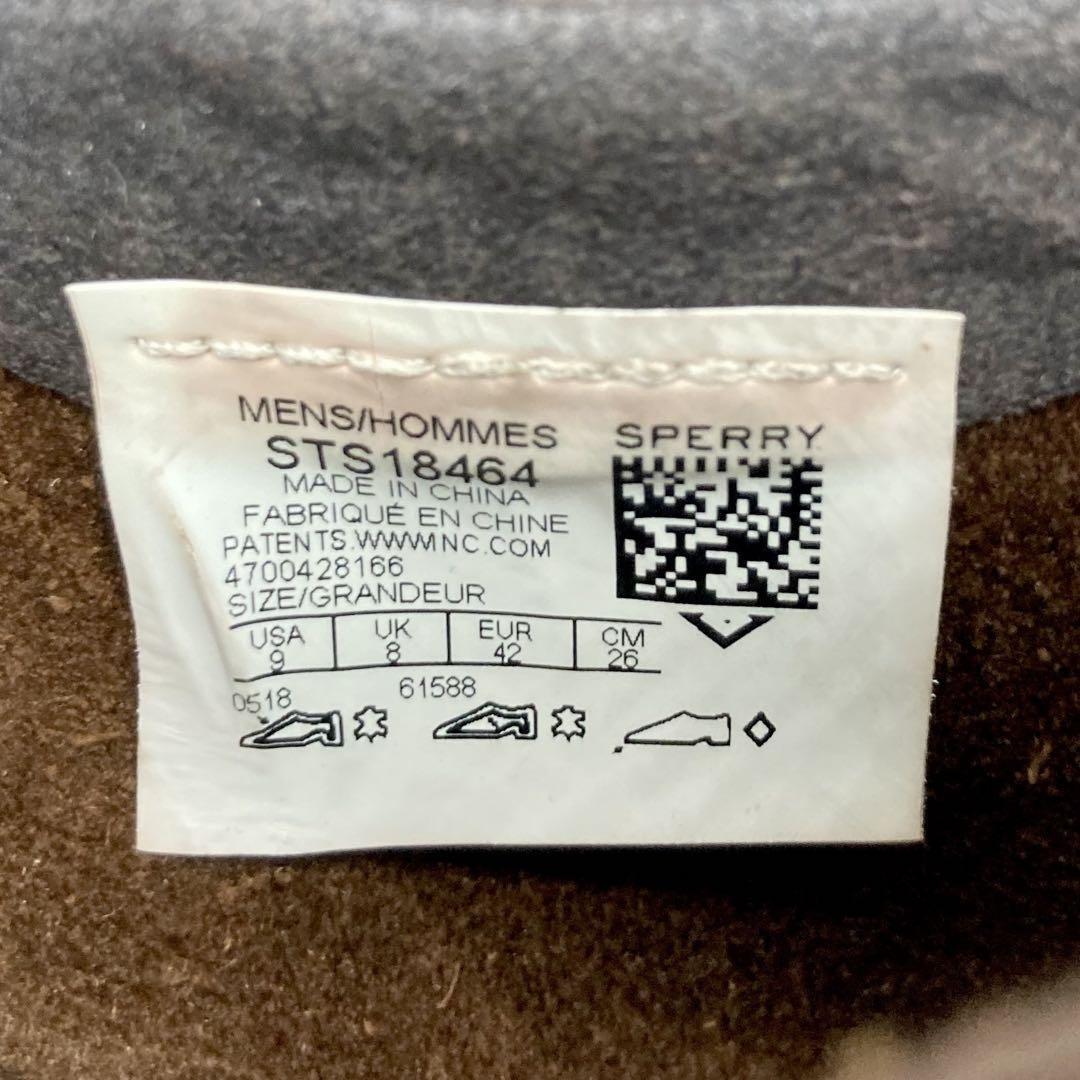 MENS/HOMMES
STS18464
MADE IN CHINA
FABRIQUÉ EN CHINE
PATENTS.WWWMNC.COM
4700428166
SIZE/GRANDEUR
USA UK EUR CM
9 8 42 26
0518 61588
SPERRY